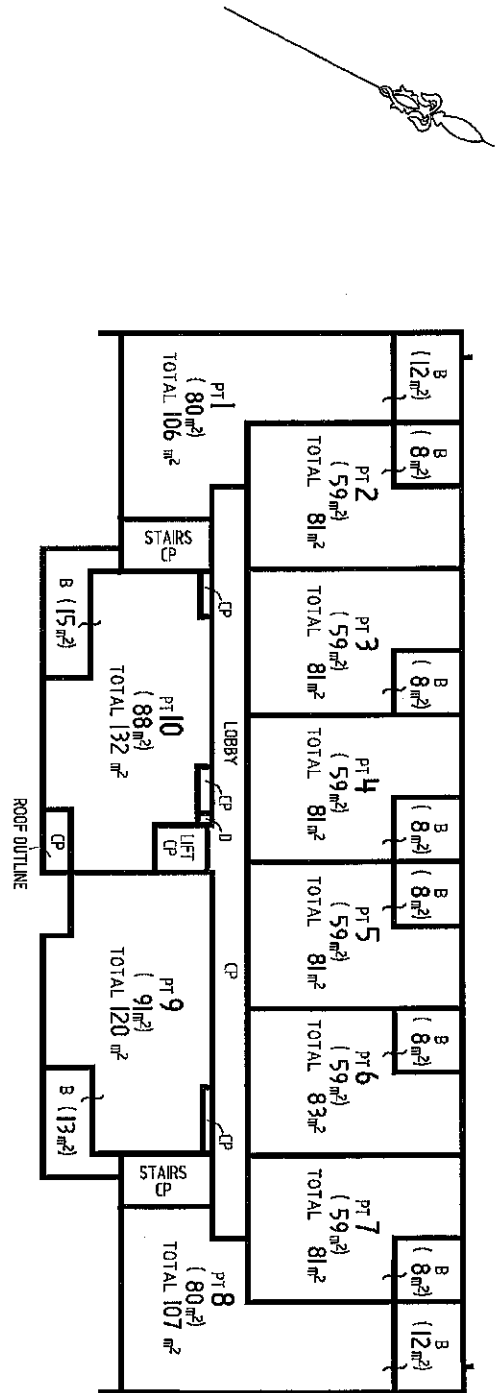 B
(12m²)
PT 1
(80m²)
TOTAL 106 m²
B
(8m²)
PT 2
(59m²)
TOTAL 81m²
STAIRS
CP
CP
B (15m²)
PT 3
(59m²)
TOTAL 81m²
B
(8m²)
PT 10
(88m²)
TOTAL 132 m²
LOBBY
PT 4
(59m²)
TOTAL 81m²
B
(8m²)
CP
D
LIFT
CP
CP
ROOF OUTLINE
B
(8m²)
PT 5
(59m²)
TOTAL 81m²
CP
PT 9
(91m²)
TOTAL 120 m²
B
(8m²)
PT 6
(59m²)
TOTAL 83m²
B (13m²)
CP
STAIRS
CP
PT 7
(59m²)
TOTAL 81m²
B
(8m²)
PT 8
(80m²)
TOTAL 107 m²
B
(12m²)